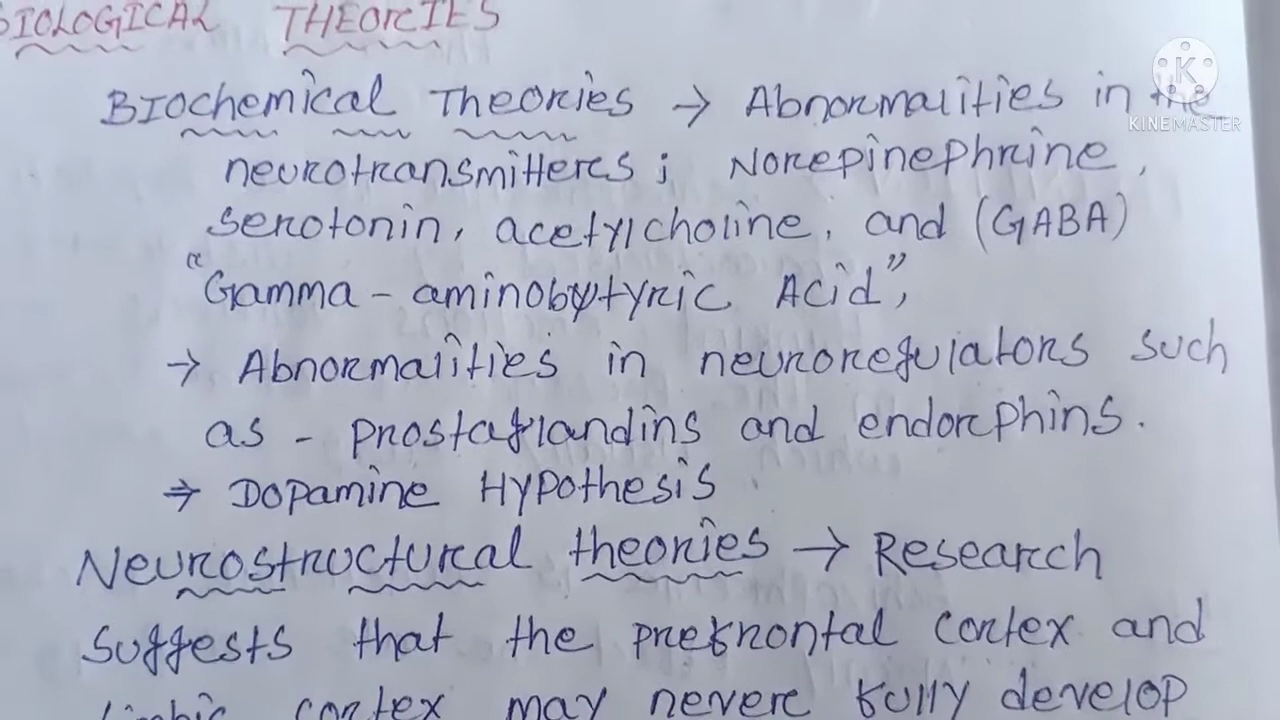 BIOLOGICAL THEORIES
Biochemical Theories → Abnormalities in the
KINEMASTER
neurotransmitters; Norepinephrine,
serotonin, acetylcholine, and (GABA)
"Gamma - aminobutyric Acid",
→ Abnormalities in neuroregulators such
as - prostaglandins and endorphins.
⇒ Dopamine Hypothesis
Neurostructural theories → Research
suggests that the prefrontal cortex and
limbic cortex may never fully develop